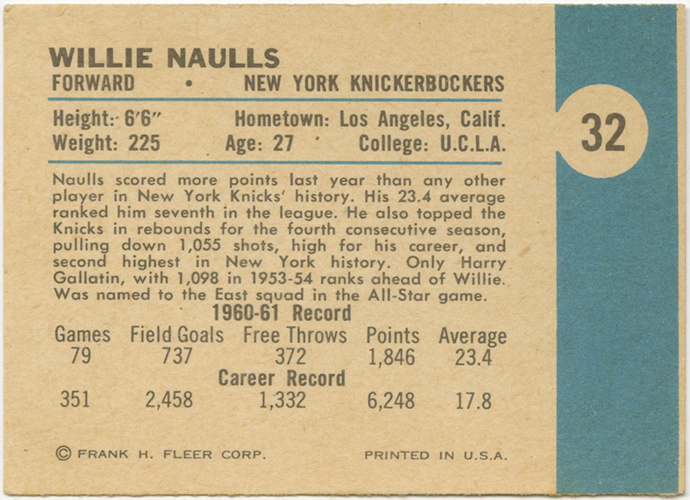 WILLIE NAULLS
FORWARD • NEW YORK KNICKERBOCKERS
32
Height: 6'6" Hometown: Los Angeles, Calif.
Weight: 225 Age: 27 College: U.C.L.A.
Naulls scored more points last year than any other
player in New York Knicks' history. His 23.4 average
ranked him seventh in the league. He also topped the
Knicks in rebounds for the fourth consecutive season,
pulling down 1,055 shots, high for his career, and
second highest in New York history. Only Harry
Gallatin, with 1,098 in 1953-54 ranks ahead of Willie.
Was named to the East squad in the All-Star game.
1960-61 Record
Games Field Goals Free Throws Points Average
79 737 372 1,846 23.4
Career Record
351 2,458 1,332 6,248 17.8
© FRANK H. FLEER CORP. PRINTED IN U.S.A.